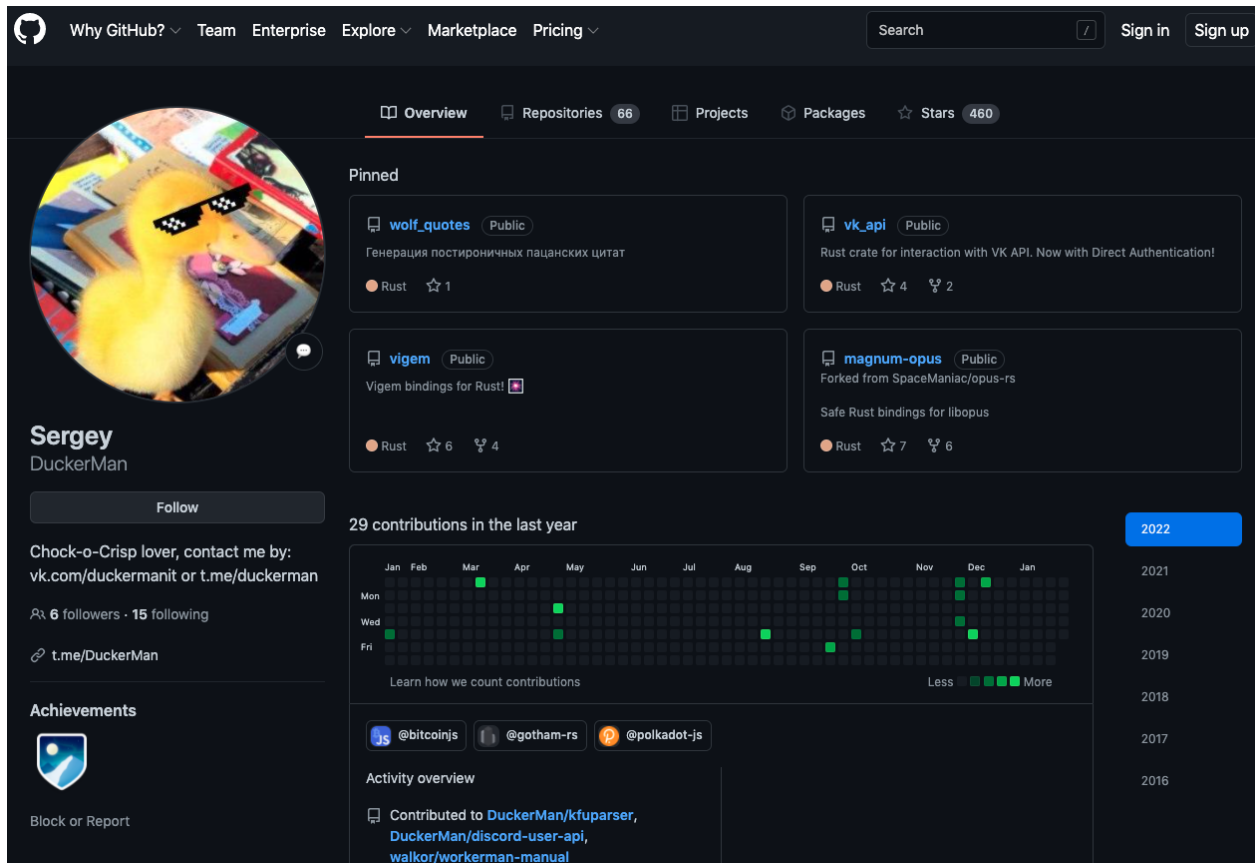 Why GitHub? Team Enterprise Explore Marketplace Pricing Search / Sign in Sign up
Overview Repositories 66 Projects Packages Stars 460
Sergey
DuckerMan
Follow
Chock-o-Crisp lover, contact me by:
vk.com/duckermanit or t.me/duckerman
6 followers · 15 following
t.me/DuckerMan
Achievements
Block or Report
Pinned
wolf_quotes Public
Генерация постироничных пацанских цитат
Rust 1
vk_api Public
Rust crate for interaction with VK API. Now with Direct Authentication!
Rust 4 2
vigem Public
Vigem bindings for Rust!
Rust 6 4
magnum-opus Public
Forked from SpaceManiac/opus-rs
Safe Rust bindings for libopus
Rust 7 6
29 contributions in the last year
Jan Feb Mar Apr May Jun Jul Aug Sep Oct Nov Dec Jan
Mon
Wed
Fri
Learn how we count contributions Less More
JS @bitcoinjs @gotham-rs @polkadot-js
Activity overview
Contributed to DuckerMan/kfuparser,
DuckerMan/discord-user-api,
walkor/workerman-manual
2022
2021
2020
2019
2018
2017
2016